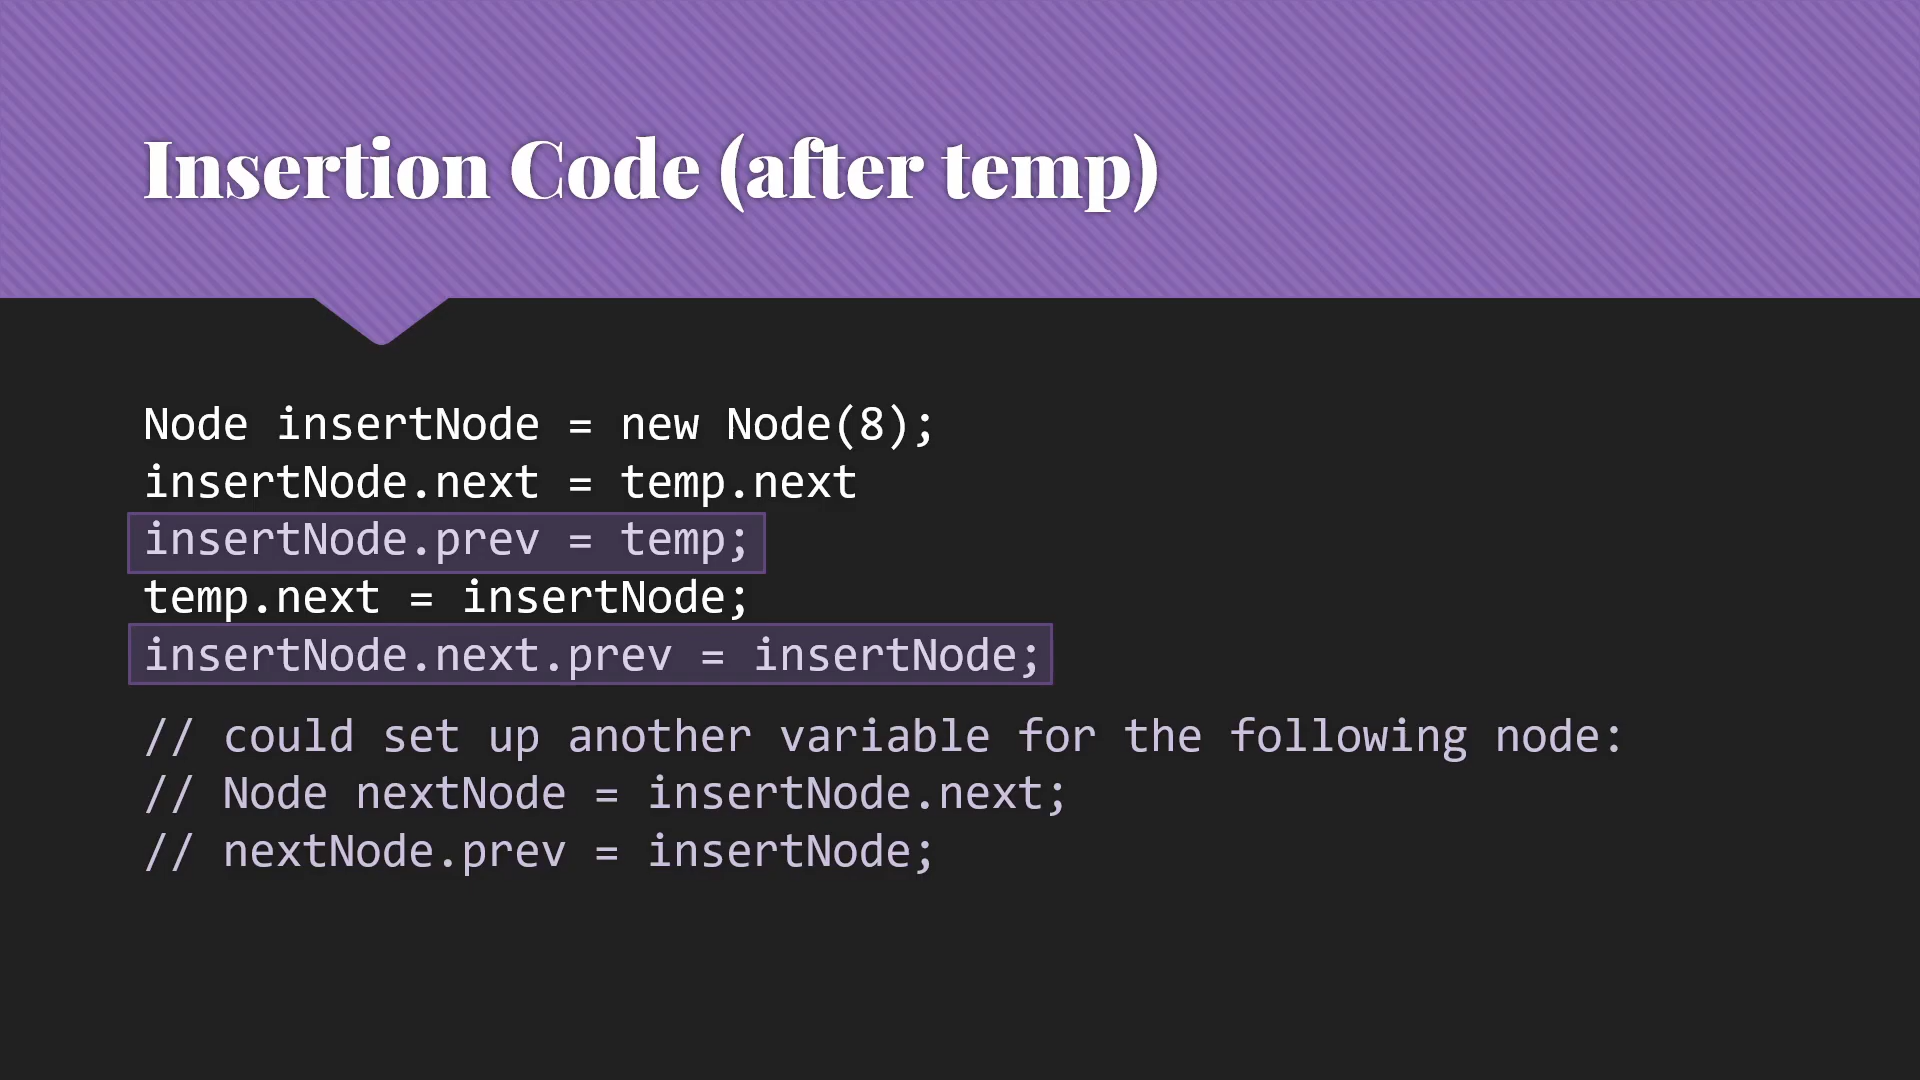 Insertion Code (after temp)
Node insertNode = new Node(8);
insertNode.next = temp.next
insertNode.prev = temp;
temp.next = insertNode;
insertNode.next.prev = insertNode;
// could set up another variable for the following node:
// Node nextNode = insertNode.next;
// nextNode.prev = insertNode;